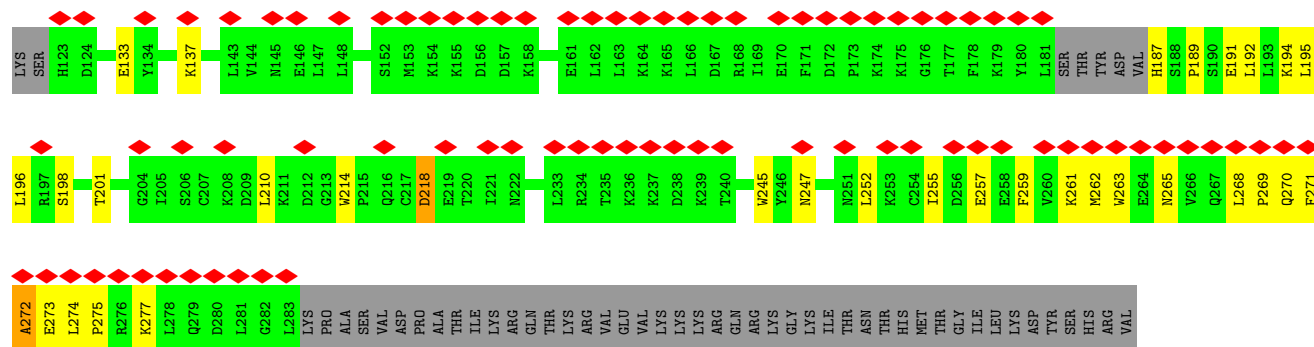 LYS SER H123 D124 E133 Y134 K137 L143 V144 N145 E146 L147 L148 S152 M153 K154 K155 D156 D157 K158 E161 L162 L163 K164 K165 L166 D167 R168 I169 E170 F171 D172 P173 K174 K175 G176 T177 F178 K179 Y180 L181 SER THR TYR ASP VAL H187 S188 P189 S190 E191 L192 L193 K194 L195
L196 R197 S198 T201 G204 I205 S206 C207 K208 D209 L210 K211 D212 G213 W214 P215 Q216 C217 D218 E219 T220 I221 N222 L233 R234 T235 K236 K237 D238 K239 T240 W245 Y246 N247 N251 L252 K253 C254 I255 D256 E257 E258 F259 V260 K261 M262 W263 E264 N265 V266 Q267 L268 P269 Q270 F271
A272 E273 L274 P275 R276 K277 L278 Q279 D280 L281 G282 L283 LYS PRO ALA SER VAL ASP PRO ALA THR ILE LYS ARG GLN THR LYS ARG VAL GLU VAL LYS LYS LYS ARG GLN ARG LYS GLY LYS ILE THR ASN THR HIS MET THR GLY ILE LEU LYS ASP TYR SER HIS ARG VAL